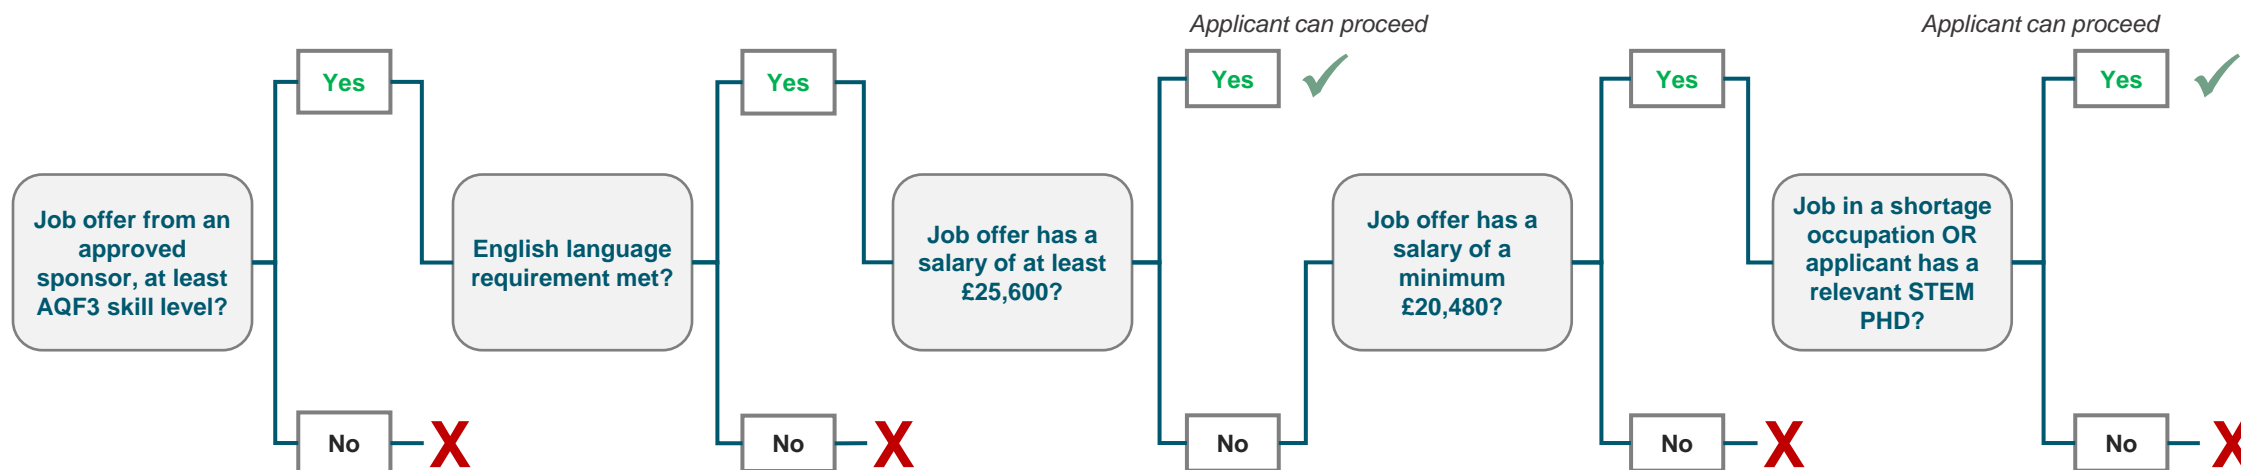 Applicant can proceed
Applicant can proceed
Yes
Yes
Yes
Yes
Yes
Job offer from an
approved
sponsor, at least
AQF3 skill level?
English language
requirement met?
Job offer has a
salary of at least
£25,600?
Job offer has a
salary of a
minimum
£20,480?
Job in a shortage
occupation OR
applicant has a
relevant STEM
PHD?
No
X
No
X
No
No
X
No
X